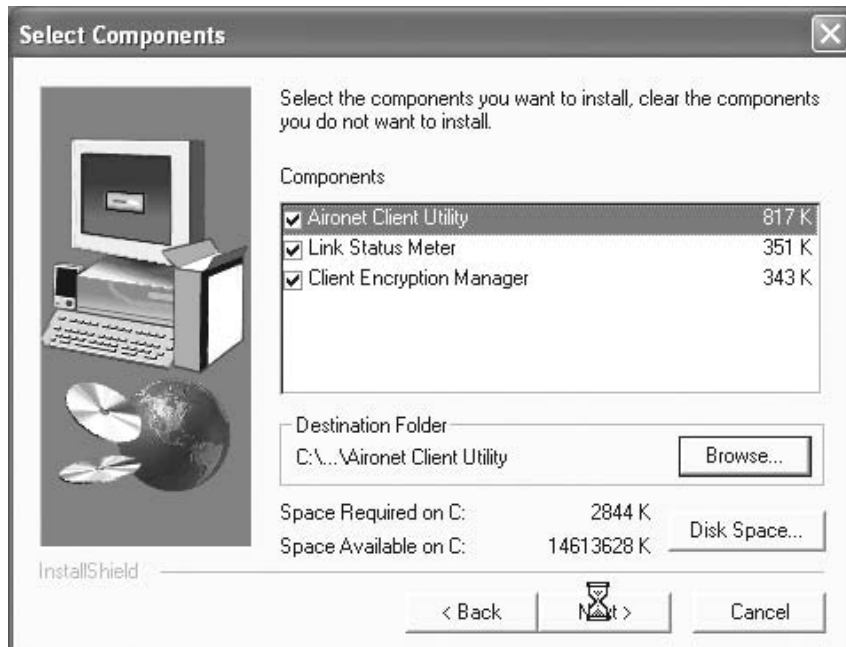 Select Components
Select the components you want to install, clear the components
you do not want to install.
Components
Aironet Client Utility 817 K
Link Status Meter 351 K
Client Encryption Manager 343 K
Destination Folder
C:\...\Aironet Client Utility Browse...
Space Required on C: 2844 K
Space Available on C: 14613628 K
Disk Space...
InstallShield
< Back Next > Cancel